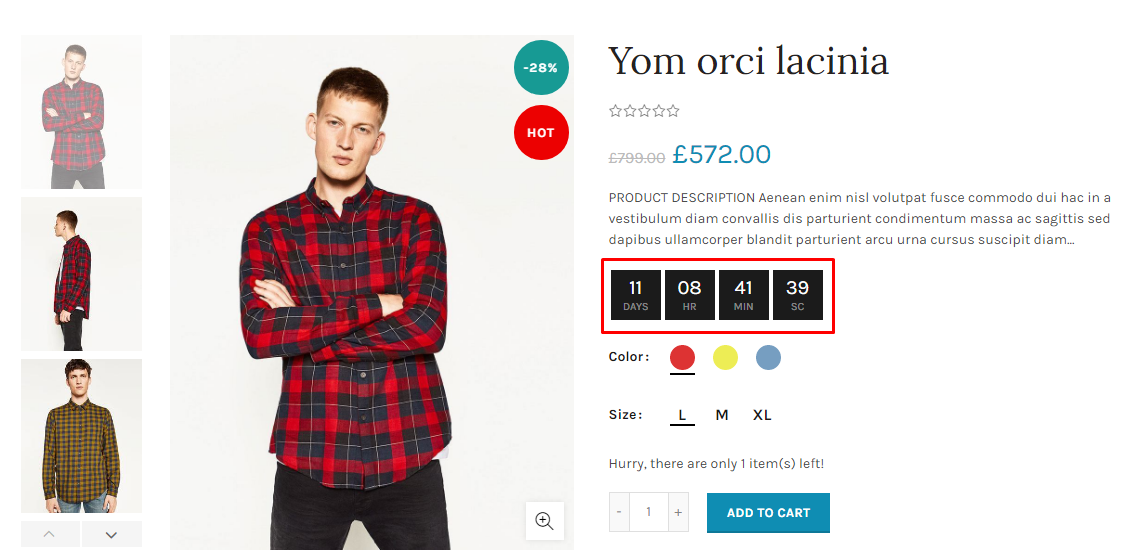 -28%
HOT
Yom orci lacinia
£799.00 £572.00
PRODUCT DESCRIPTION Aenean enim nisl volutpat fusce commodo dui hac in a
vestibulum diam convallis dis parturient condimentum massa ac sagittis sed
dapibus ullamcorper blandit parturient arcu urna cursus suscipit diam...
11 08 41 39
DAYS HR MIN SC
Color:
Size: L M XL
Hurry, there are only 1 item(s) left!
- 1 + ADD TO CART